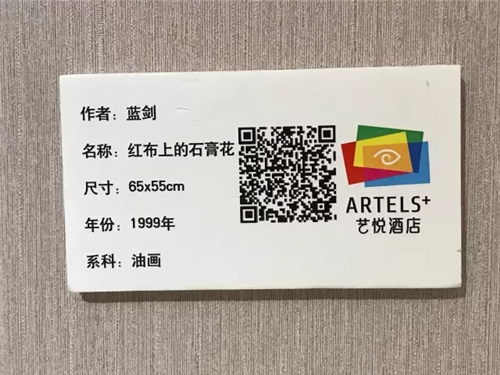 作者：蓝剑
名称：红布上的石膏花
尺寸：65x55cm
年份：1999年
系科：油画
ARTELS+
艺悦酒店